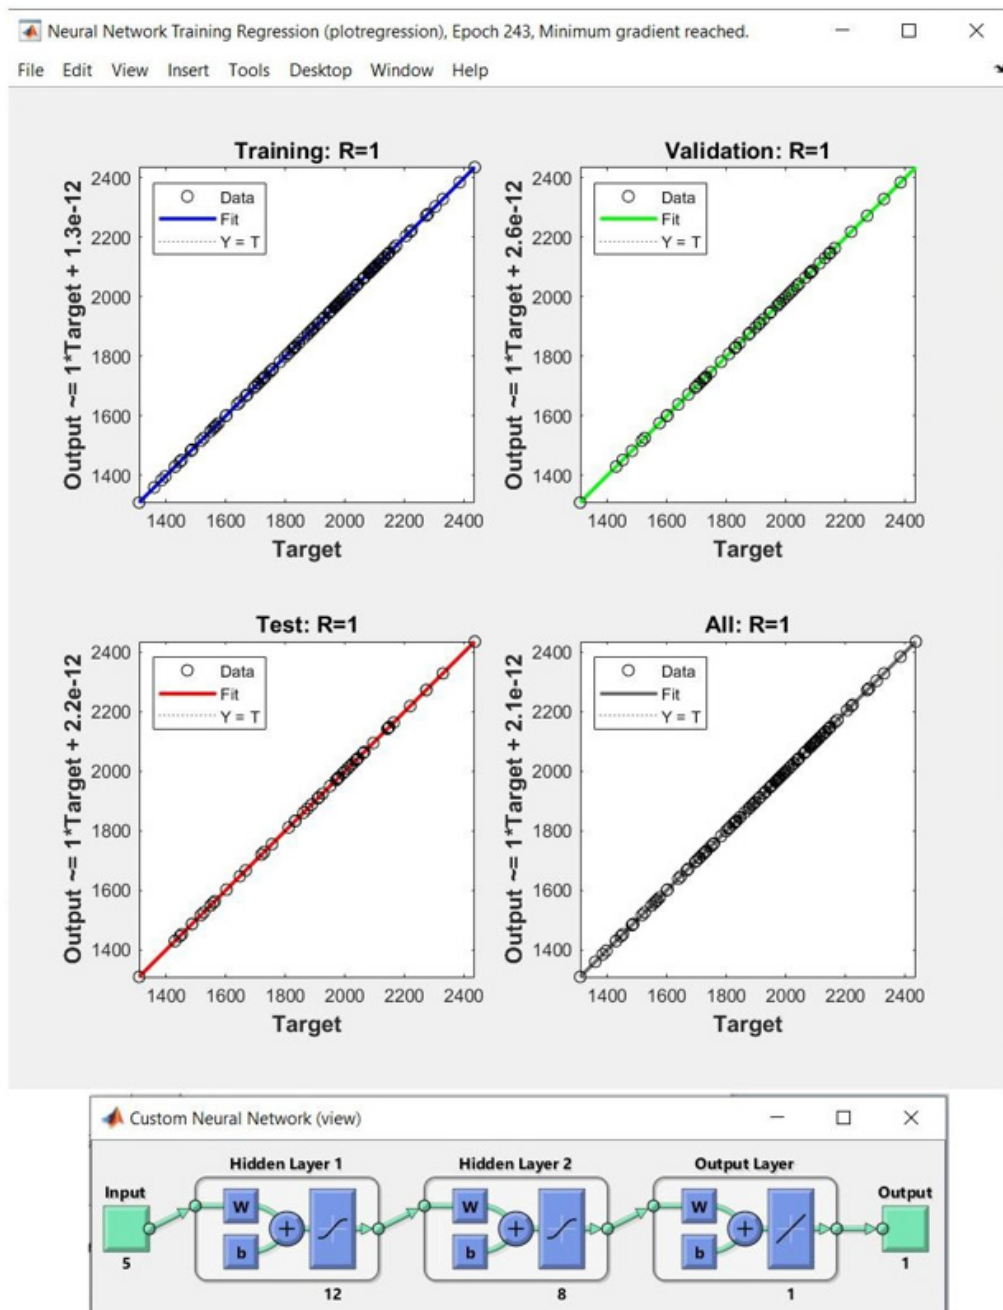 Neural Network Training Regression (plotregression), Epoch 243, Minimum gradient reached.
File Edit View Insert Tools Desktop Window Help
Training: R=1
Output ~= 1*Target + 1.3e-12
2400
2200
2000
1800
1600
1400
Data
Fit
Y = T
1400 1600 1800 2000 2200 2400
Target
Validation: R=1
Output ~= 1*Target + 2.6e-12
2400
2200
2000
1800
1600
1400
Data
Fit
Y = T
1400 1600 1800 2000 2200 2400
Target
Test: R=1
Output ~= 1*Target + 2.2e-12
2400
2200
2000
1800
1600
1400
Data
Fit
Y = T
1400 1600 1800 2000 2200 2400
Target
All: R=1
Output ~= 1*Target + 2.1e-12
2400
2200
2000
1800
1600
1400
Data
Fit
Y = T
1400 1600 1800 2000 2200 2400
Target
Custom Neural Network (view)
Hidden Layer 1 Hidden Layer 2 Output Layer
Input Output
W W W
b b b
+ + +
5 1
12 8 1